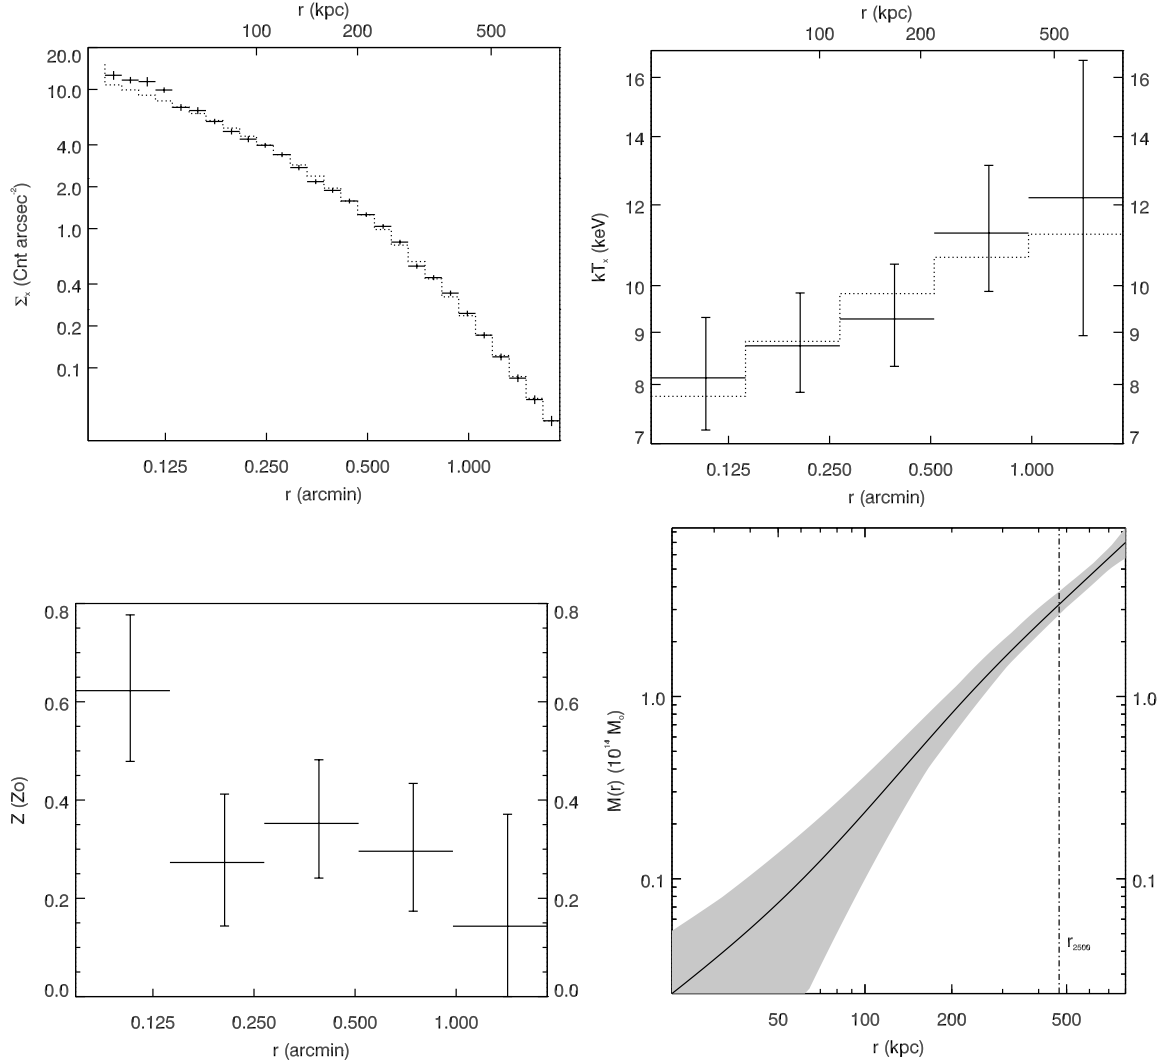 r (kpc)
100 200 500
20.0
10.0
4.0
2.0
1.0
0.4
0.2
0.1
Σx (Cnt arcsec⁻²)
0.125 0.250 0.500 1.000
r (arcmin)
r (kpc)
100 200 500
16 16
14 14
12 12
10 10
9 9
8 8
7 7
kTx (keV)
0.125 0.250 0.500 1.000
r (arcmin)
0.8 0.8
0.6 0.6
0.4 0.4
0.2 0.2
0.0 0.0
Z (Zo)
0.125 0.250 0.500 1.000
r (arcmin)
1.0 1.0
0.1 0.1
M(r) (10¹⁴ M₀)
r₂₅₀₀
50 100 200 500
r (kpc)